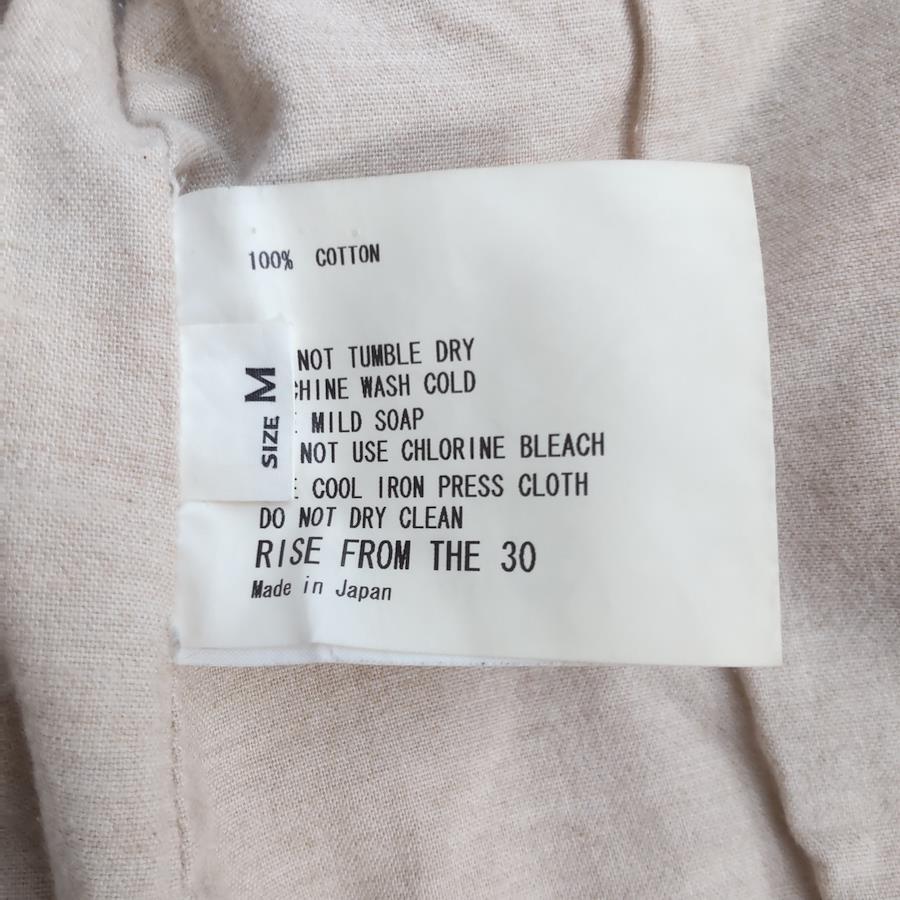 100% COTTON
NOT TUMBLE DRY
CHINE WASH COLD
MILD SOAP
NOT USE CHLORINE BLEACH
COOL IRON PRESS CLOTH
DO NOT DRY CLEAN
RISE FROM THE 30
Made in Japan
SIZE M